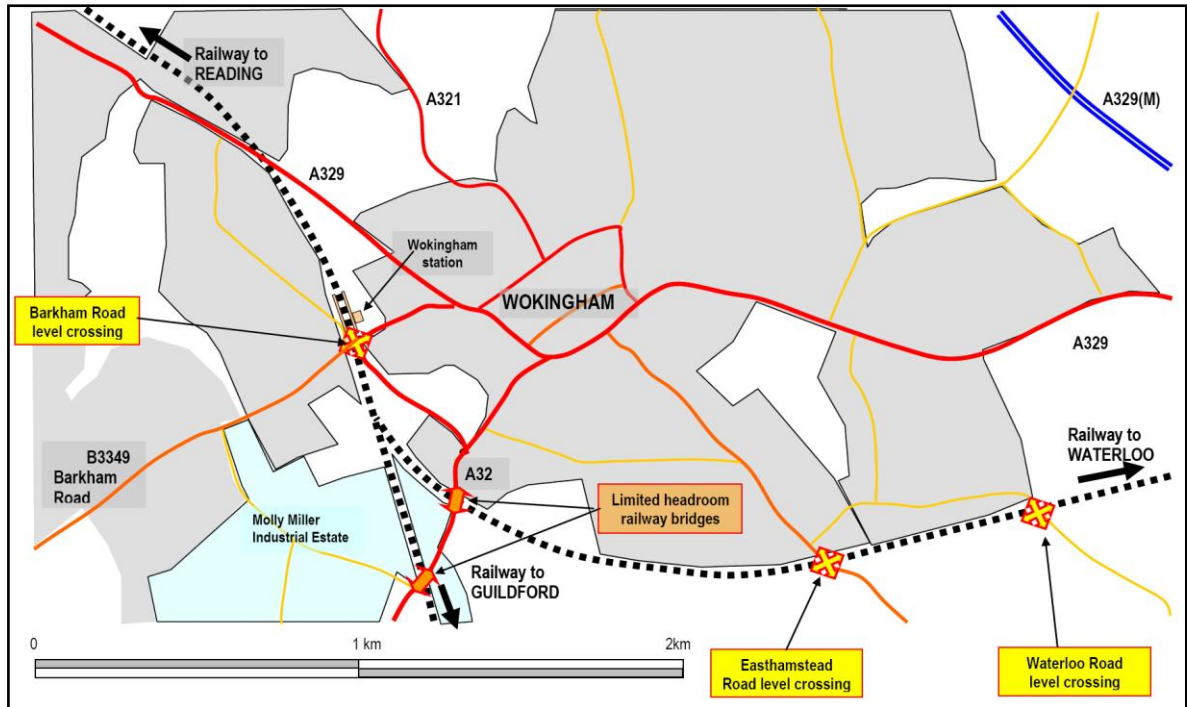 Railway to
READING
A321
A329(M)
A329
Wokingham
station
Barkham Road
level crossing
WOKINGHAM
A329
B3349
Barkham
Road
A32
Railway to
WATERLOO
Limited headroom
railway bridges
Molly Miller
Industrial Estate
Railway to
GUILDFORD
0
1 km
2km
Easthamstead
Road level crossing
Waterloo Road
level crossing